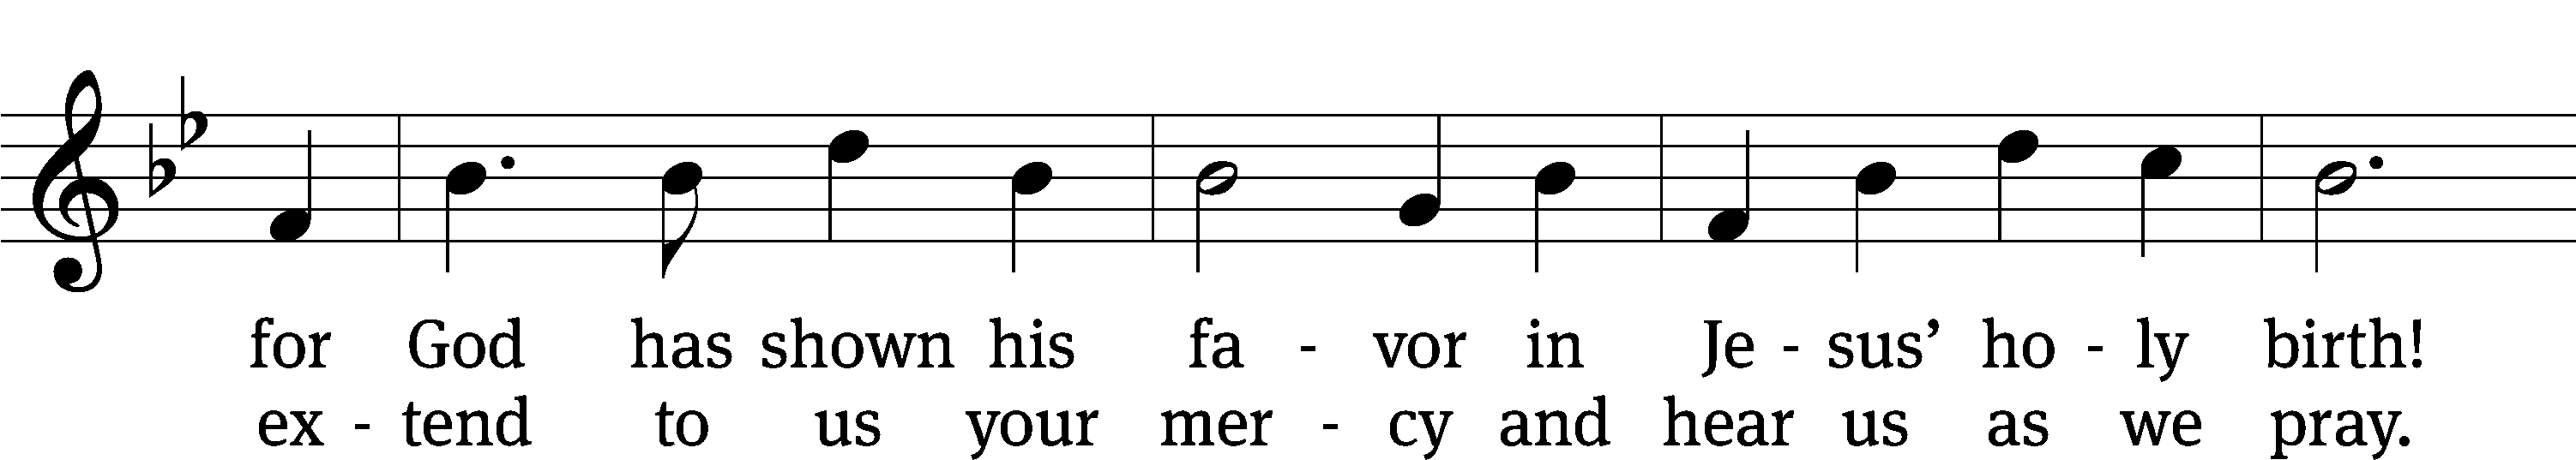 for God has shown his fa - vor in Je - sus’ ho - ly birth!
ex - tend to us your mer - cy and hear us as we pray.